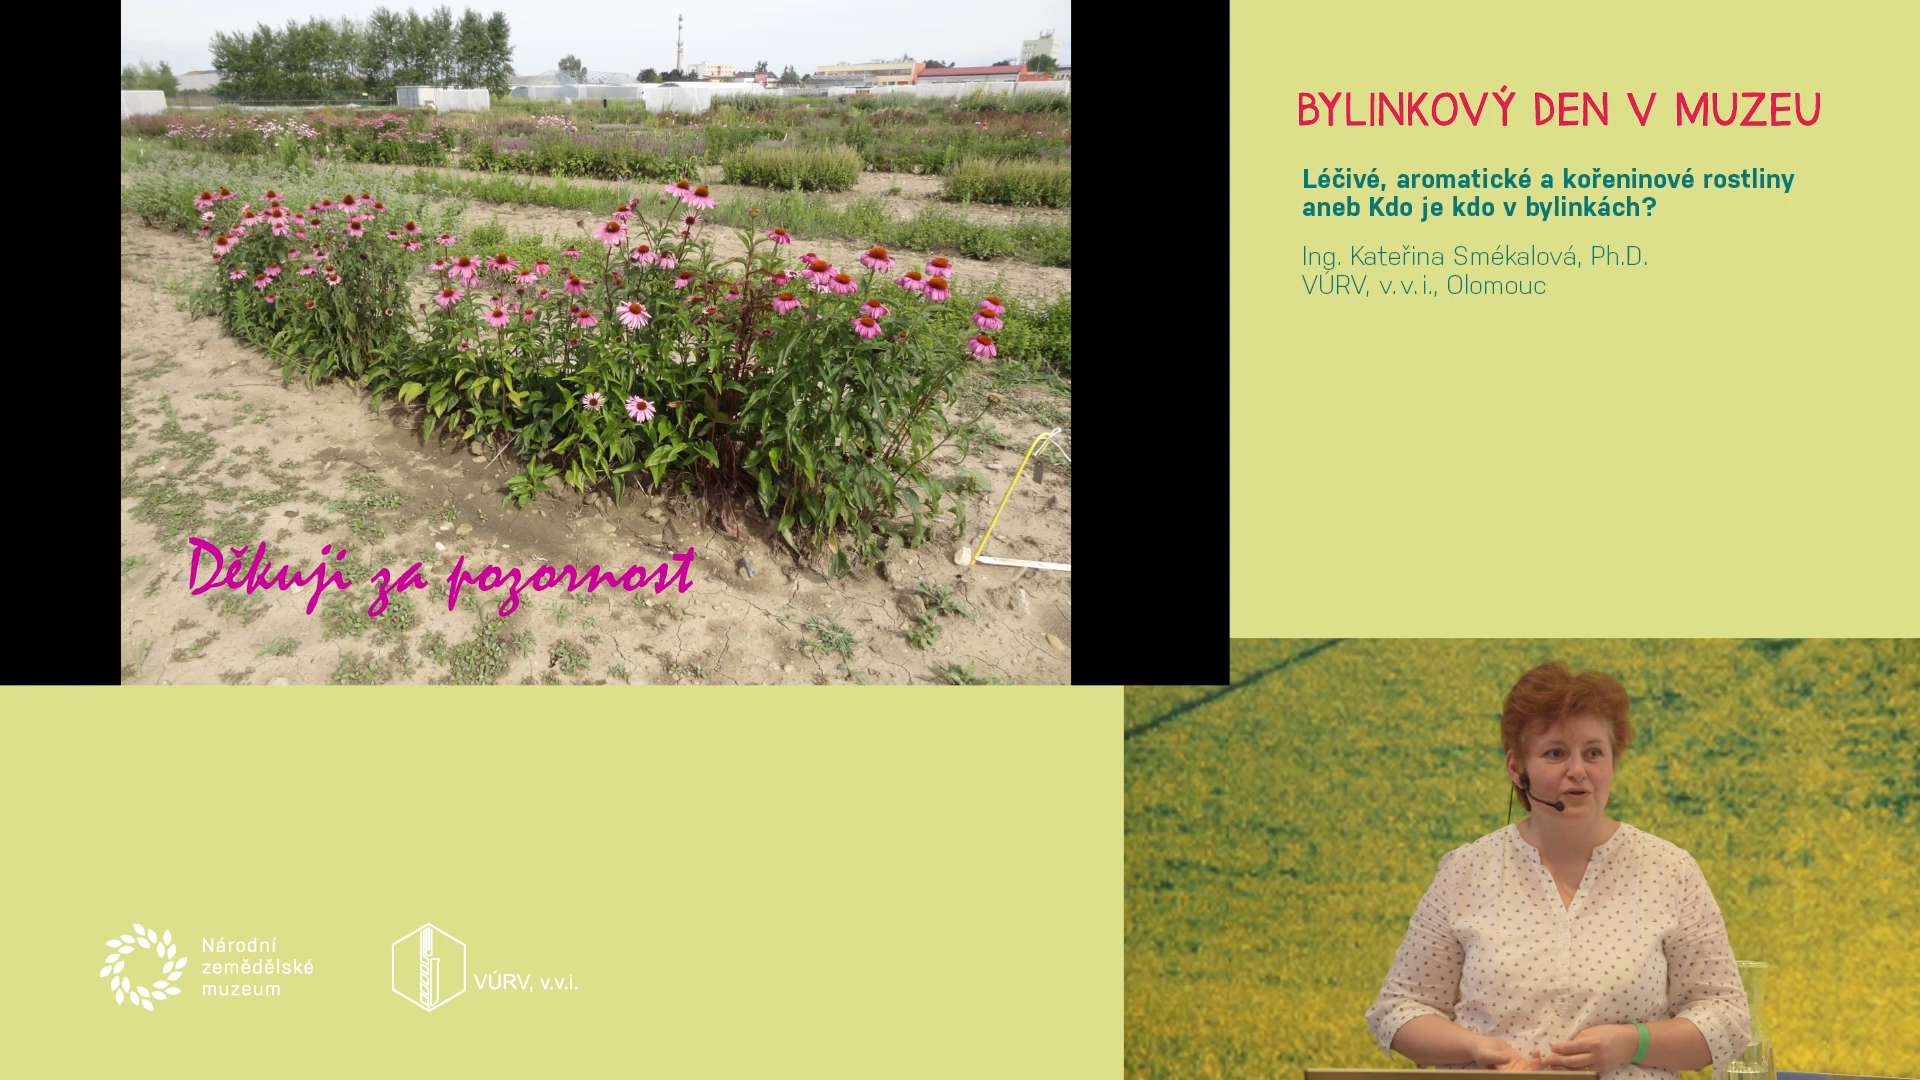 BYLINKOVÝ DEN V MUZEU
Léčivé, aromatické a kořeninové rostliny
aneb Kdo je kdo v bylinkách?
Ing. Kateřina Smékalová, Ph.D.
VÚRV, v.v.i., Olomouc
Děkuji za pozornost
Národní
zemědělské
muzeum
VÚRV, v.v.i.